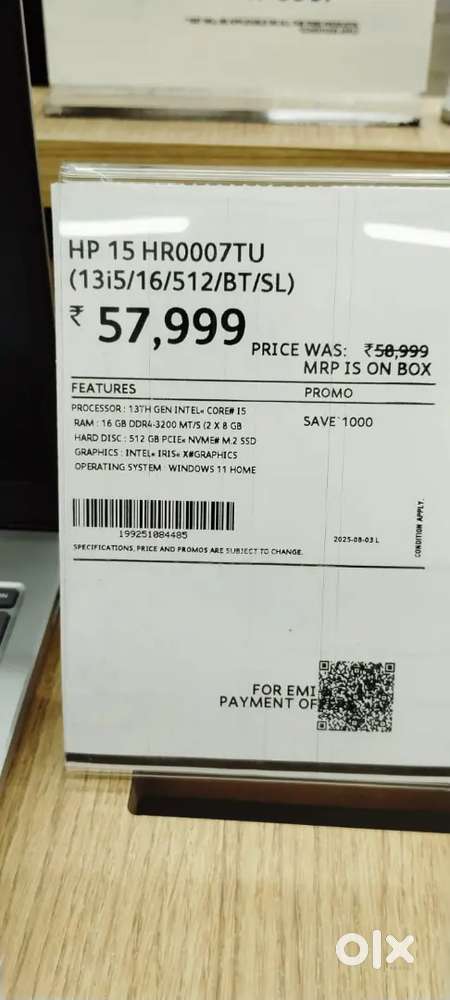 HP 15 HR0007TU
(13i5/16/512/BT/SL)
₹ 57,999
PRICE WAS: ₹58,999
MRP IS ON BOX
FEATURES PROMO
PROCESSOR : 13TH GEN INTEL« CORE# I5
RAM : 16 GB DDR4-3200 MT/S (2 X 8 GB
HARD DISC : 512 GB PCIE« NVME# M.2 SSD
GRAPHICS : INTEL« IRIS« X#GRAPHICS
OPERATING SYSTEM : WINDOWS 11 HOME
SAVE`1000
199251084485
2025-08-03 L
CONDITION APPLY.
SPECIFICATIONS, PRICE AND PROMOS ARE SUBJECT TO CHANGE.
FOR EMI
PAYMENT
olx